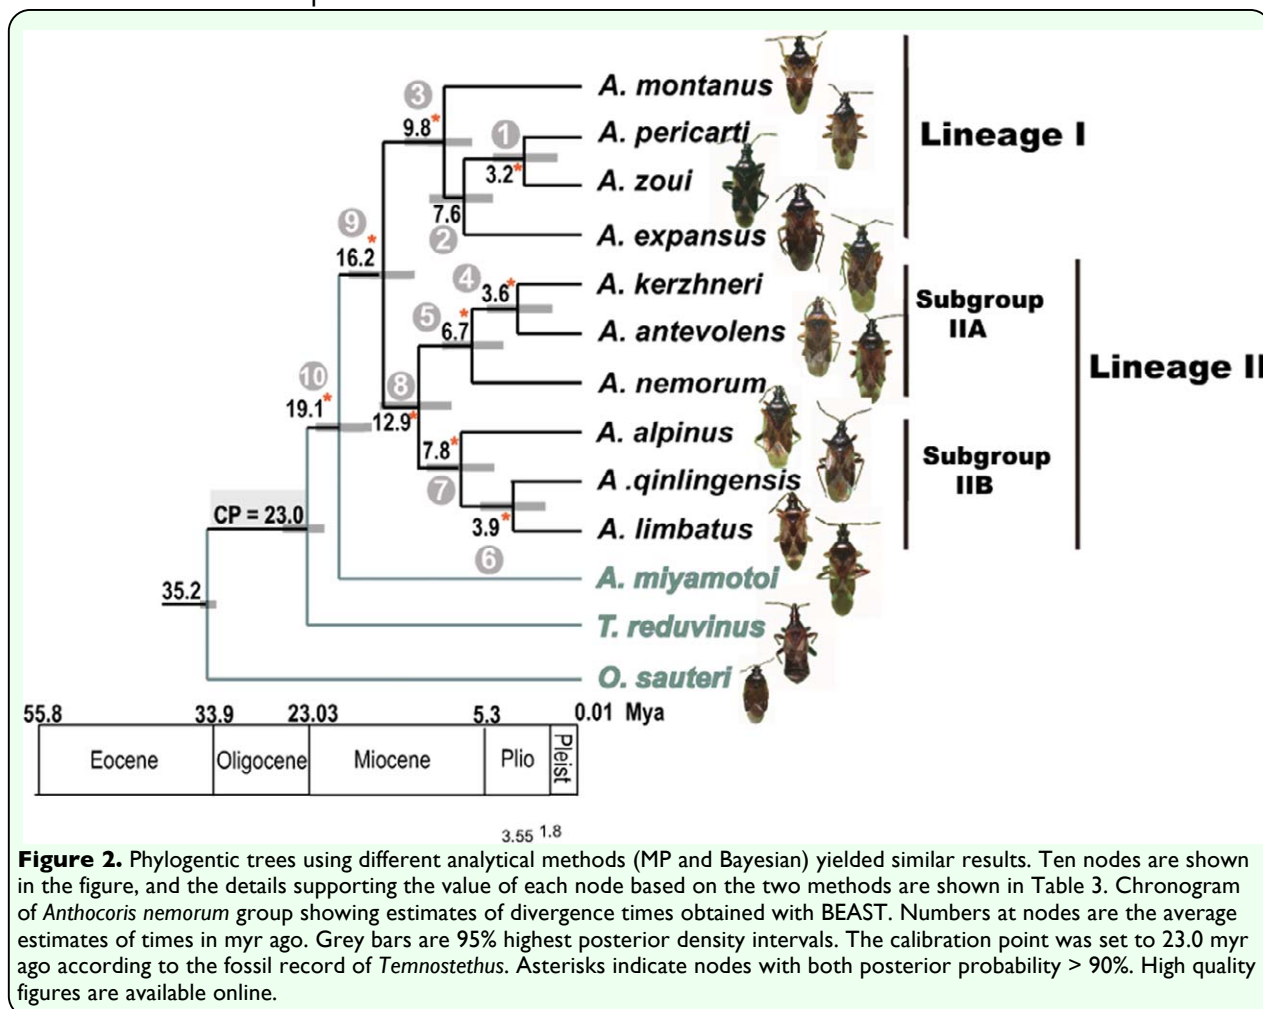 3
A. montanus
9.8*
1
A. pericarti
Lineage I
3.2*
A. zoui
7.6
2
A. expansus
9
16.2*
4
3.6*
A. kerzhneri
Subgroup
IIA
5
6.7*
A. antevolens
Lineage II
10
8
A. nemorum
19.1*
12.9*
7.8*
A. alpinus
Subgroup
IIB
7
A .qinlingensis
CP = 23.0
3.9*
A. limbatus
6
A. miyamotoi
35.2
T. reduvinus
O. sauteri
55.8 33.9 23.03 5.3 0.01 Mya
Eocene Oligocene Miocene Plio Pleist
3.55 1.8
Figure 2. Phylogentic trees using different analytical methods (MP and Bayesian) yielded similar results. Ten nodes are shown
in the figure, and the details supporting the value of each node based on the two methods are shown in Table 3. Chronogram
of Anthocoris nemorum group showing estimates of divergence times obtained with BEAST. Numbers at nodes are the average
estimates of times in myr ago. Grey bars are 95% highest posterior density intervals. The calibration point was set to 23.0 myr
ago according to the fossil record of Temnostethus. Asterisks indicate nodes with both posterior probability > 90%. High quality
figures are available online.